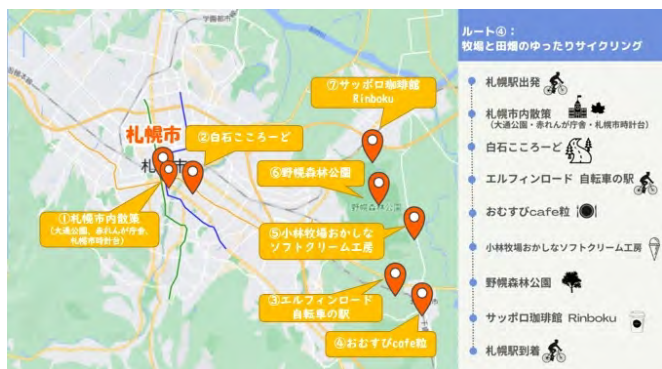 ルート④：
牧場と田畑のゆったりサイクリング
札幌駅出発
札幌市内散策
（大通公園・赤れんが庁舎・札幌市時計台）
白石こころーど
エルフィンロード 自転車の駅
おむすびcafe粒
小林牧場おかしなソフトクリーム工房
野幌森林公園
サッポロ珈琲館 Rinboku
札幌駅到着
⑦サッポロ珈琲館
Rinboku
札幌市
②白石こころーど
⑥野幌森林公園
野幌森林公園
①札幌市内散策
（大通公園、赤れんが庁舎、
札幌市時計台）
⑤小林牧場おかしな
ソフトクリーム工房
③エルフィンロード
自転車の駅
④おむすびcafe粒